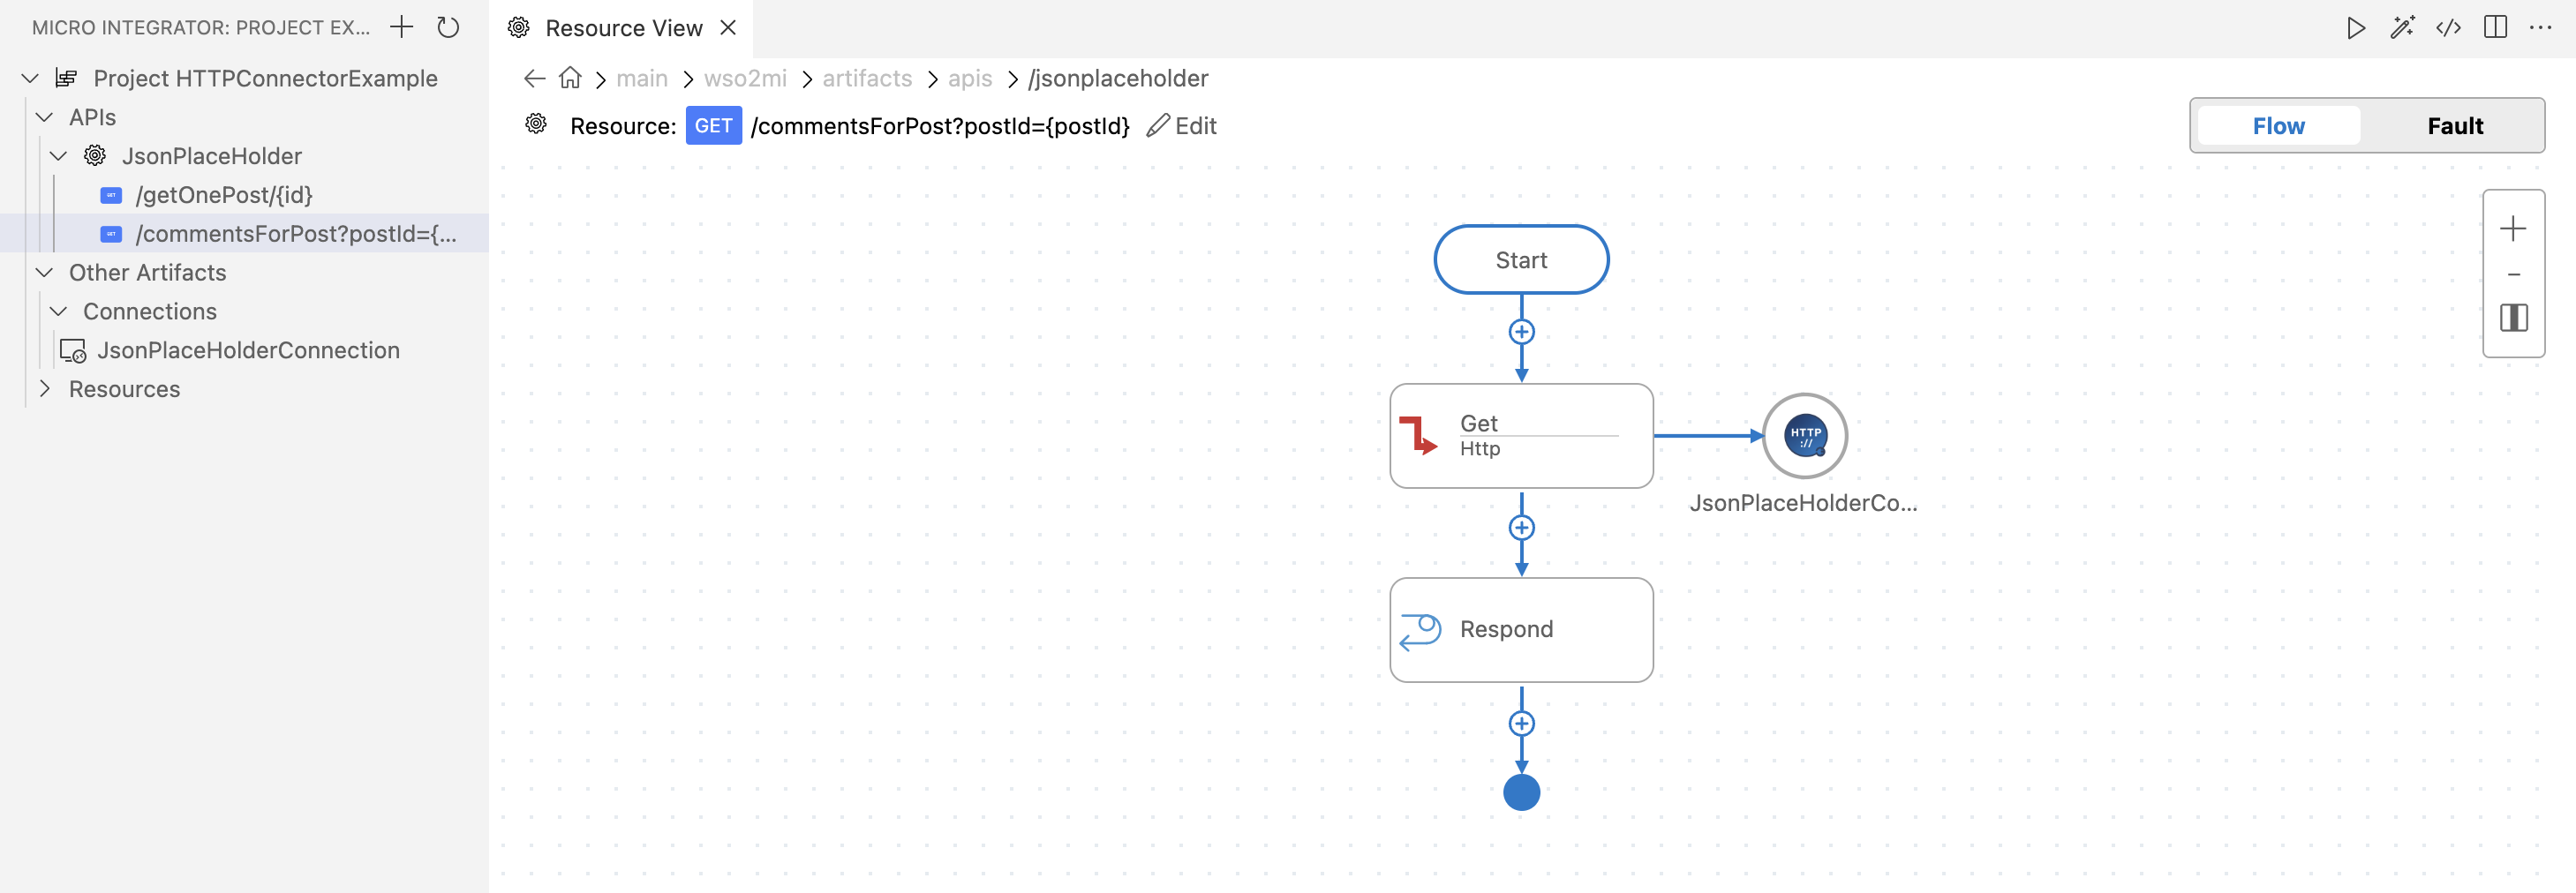 MICRO INTEGRATOR: PROJECT EX...
Project HTTPConnectorExample
APIs
JsonPlaceHolder
GET /getOnePost/{id}
GET /commentsForPost?postId={...
Other Artifacts
Connections
JsonPlaceHolderConnection
Resources
Resource View
main wso2mi artifacts apis /jsonplaceholder
Resource: GET /commentsForPost?postId={postId} Edit
Flow Fault
Start
Get
Http
HTTP
://
JsonPlaceHolderCo...
Respond